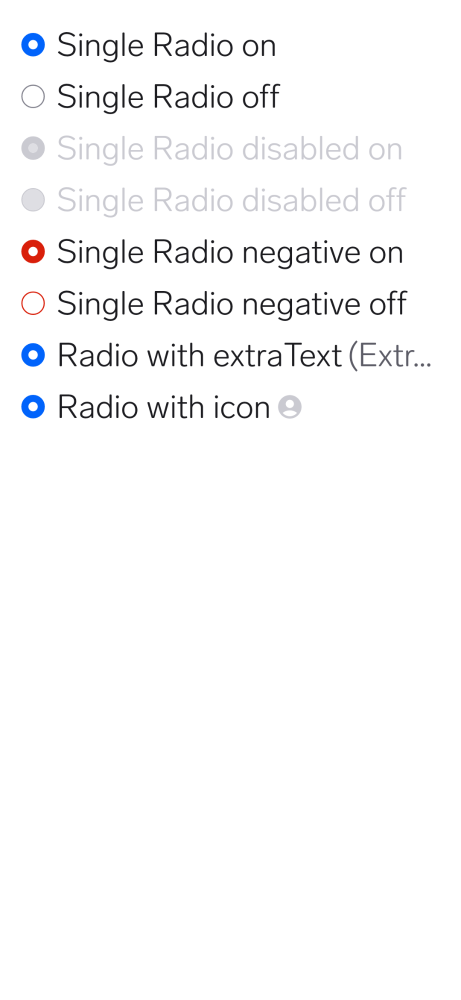 Single Radio on
Single Radio off
Single Radio disabled on
Single Radio disabled off
Single Radio negative on
Single Radio negative off
Radio with extraText (Extr...
Radio with icon